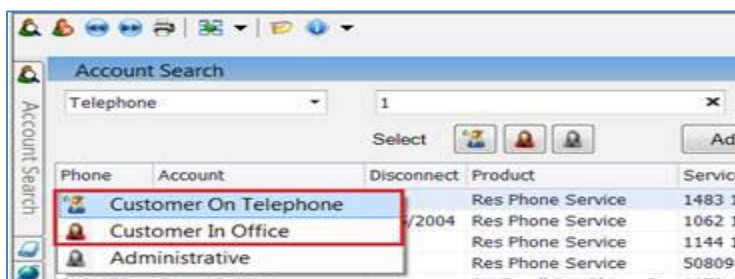 Account Search
Account Search
Telephone 1
Select Ad
Phone Account Disconnect Product Servic
Customer On Telephone Res Phone Service 1483 1
Customer In Office /2004 Res Phone Service 1062 1
Res Phone Service 1144 1
Administrative Res Phone Service 50809